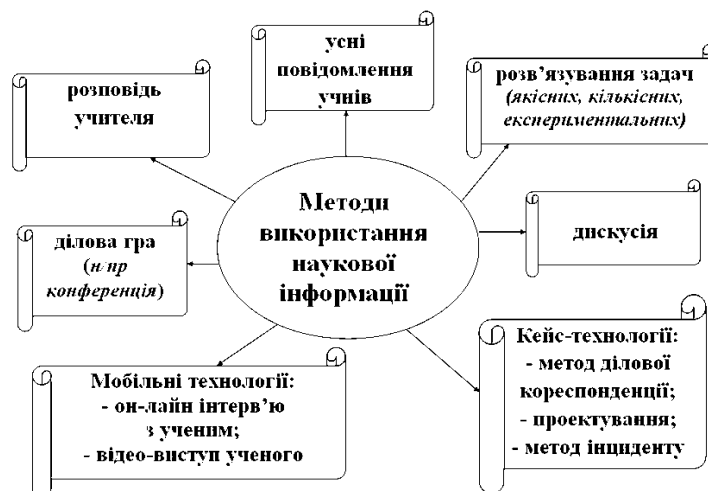 усні
повідомлення
учнів
розповідь
учителя
розв’язування задач
(якісних, кількісних,
експериментальних)
Методи
використання
наукової
інформації
ділова гра
(н/пр
конференція)
дискусія
Мобільні технології:
- он-лайн інтерв’ю
з ученим;
- відео-виступ ученого
Кейс-технології:
- метод ділової
кореспонденції;
- проектування;
- метод інциденту